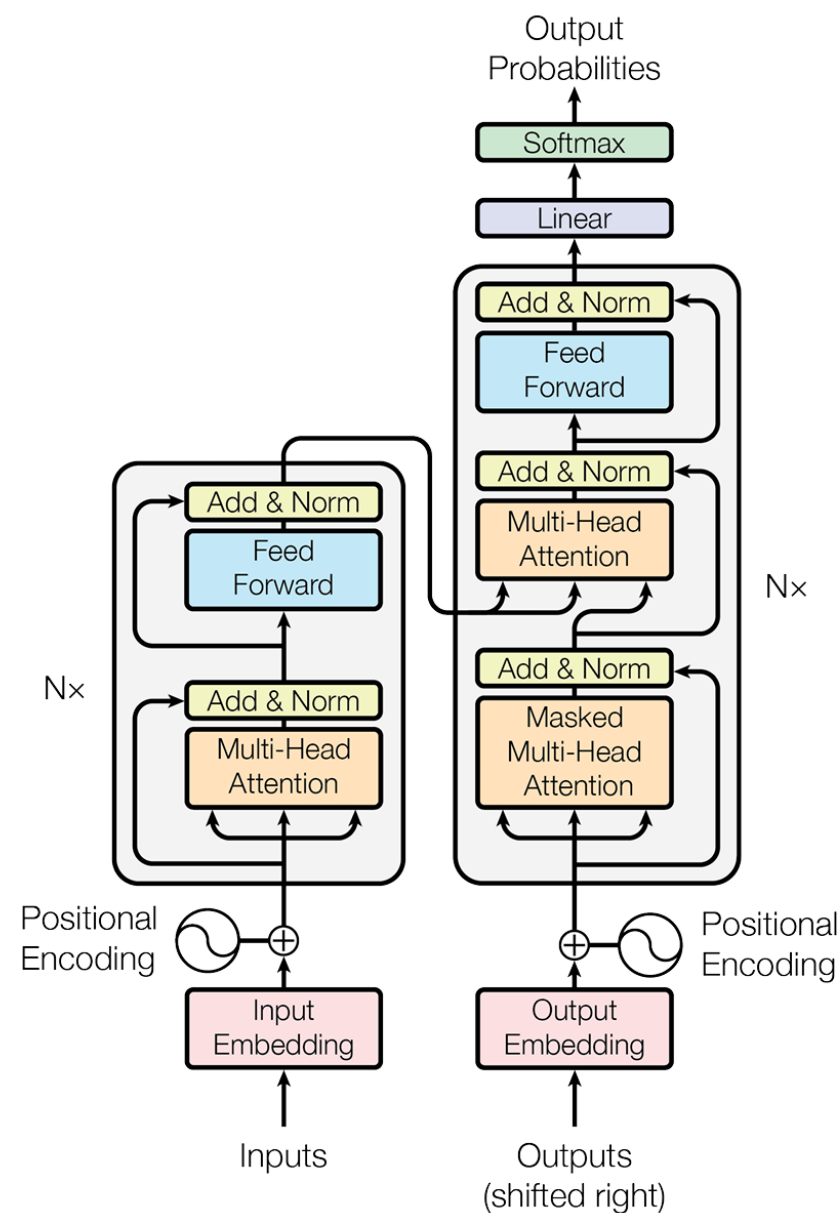 Output
Probabilities
Softmax
Linear
Add & Norm
Feed
Forward
Add & Norm
Multi-Head
Attention
Add & Norm
Masked
Multi-Head
Attention
N×
Positional
Encoding
Output
Embedding
Outputs
(shifted right)
Add & Norm
Feed
Forward
Add & Norm
Multi-Head
Attention
N×
Positional
Encoding
Input
Embedding
Inputs